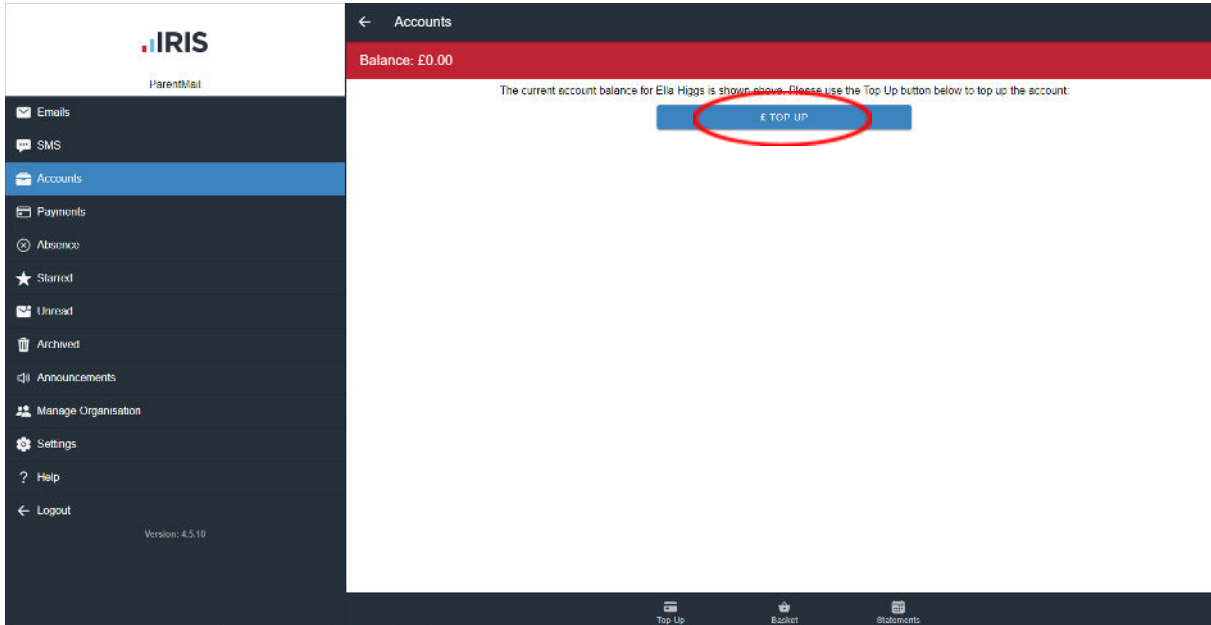 IRIS
ParentMail
Emails
SMS
Accounts
Payments
Absence
Starred
Unread
Archived
Announcements
Manage Organisation
Settings
? Help
Logout
Version: 4.5.10
Accounts
Balance: £0.00
The current account balance for Ella Higgs is shown above. Please use the Top Up button below to top up the account:
£ TOP UP
Top Up
Basket
Statements